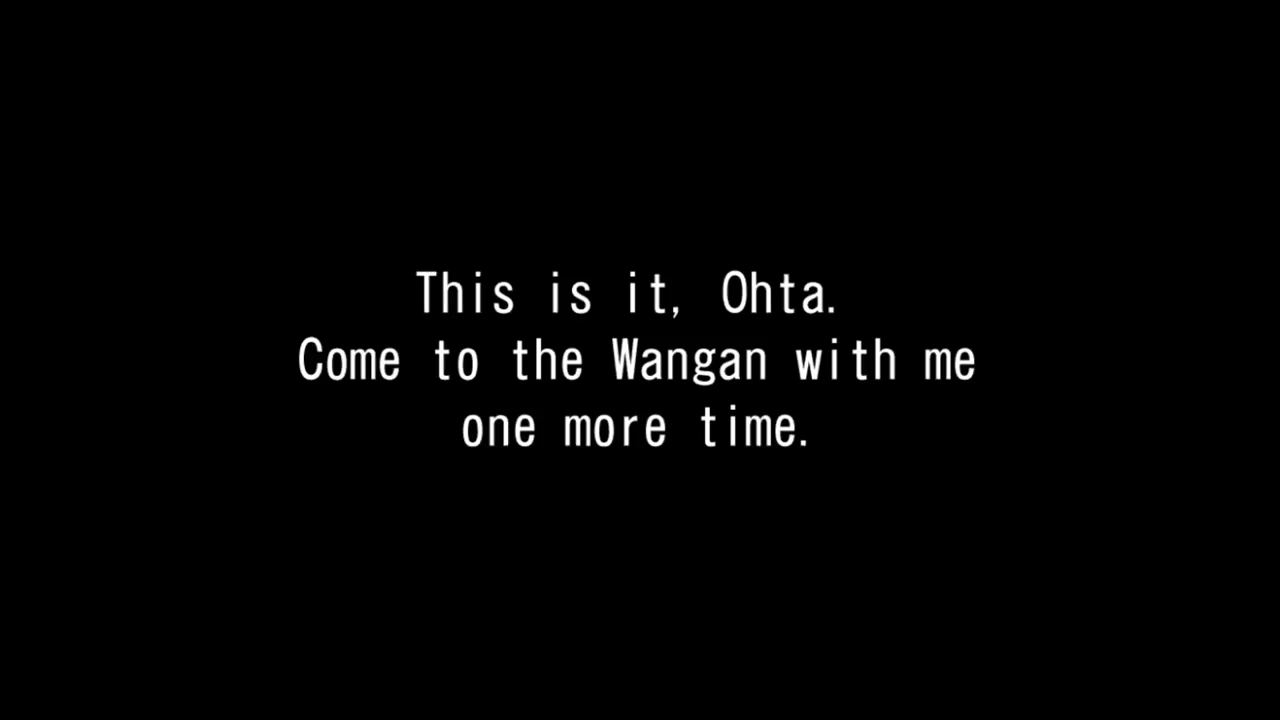 This is it, Ohta.
Come to the Wangan with me
one more time.